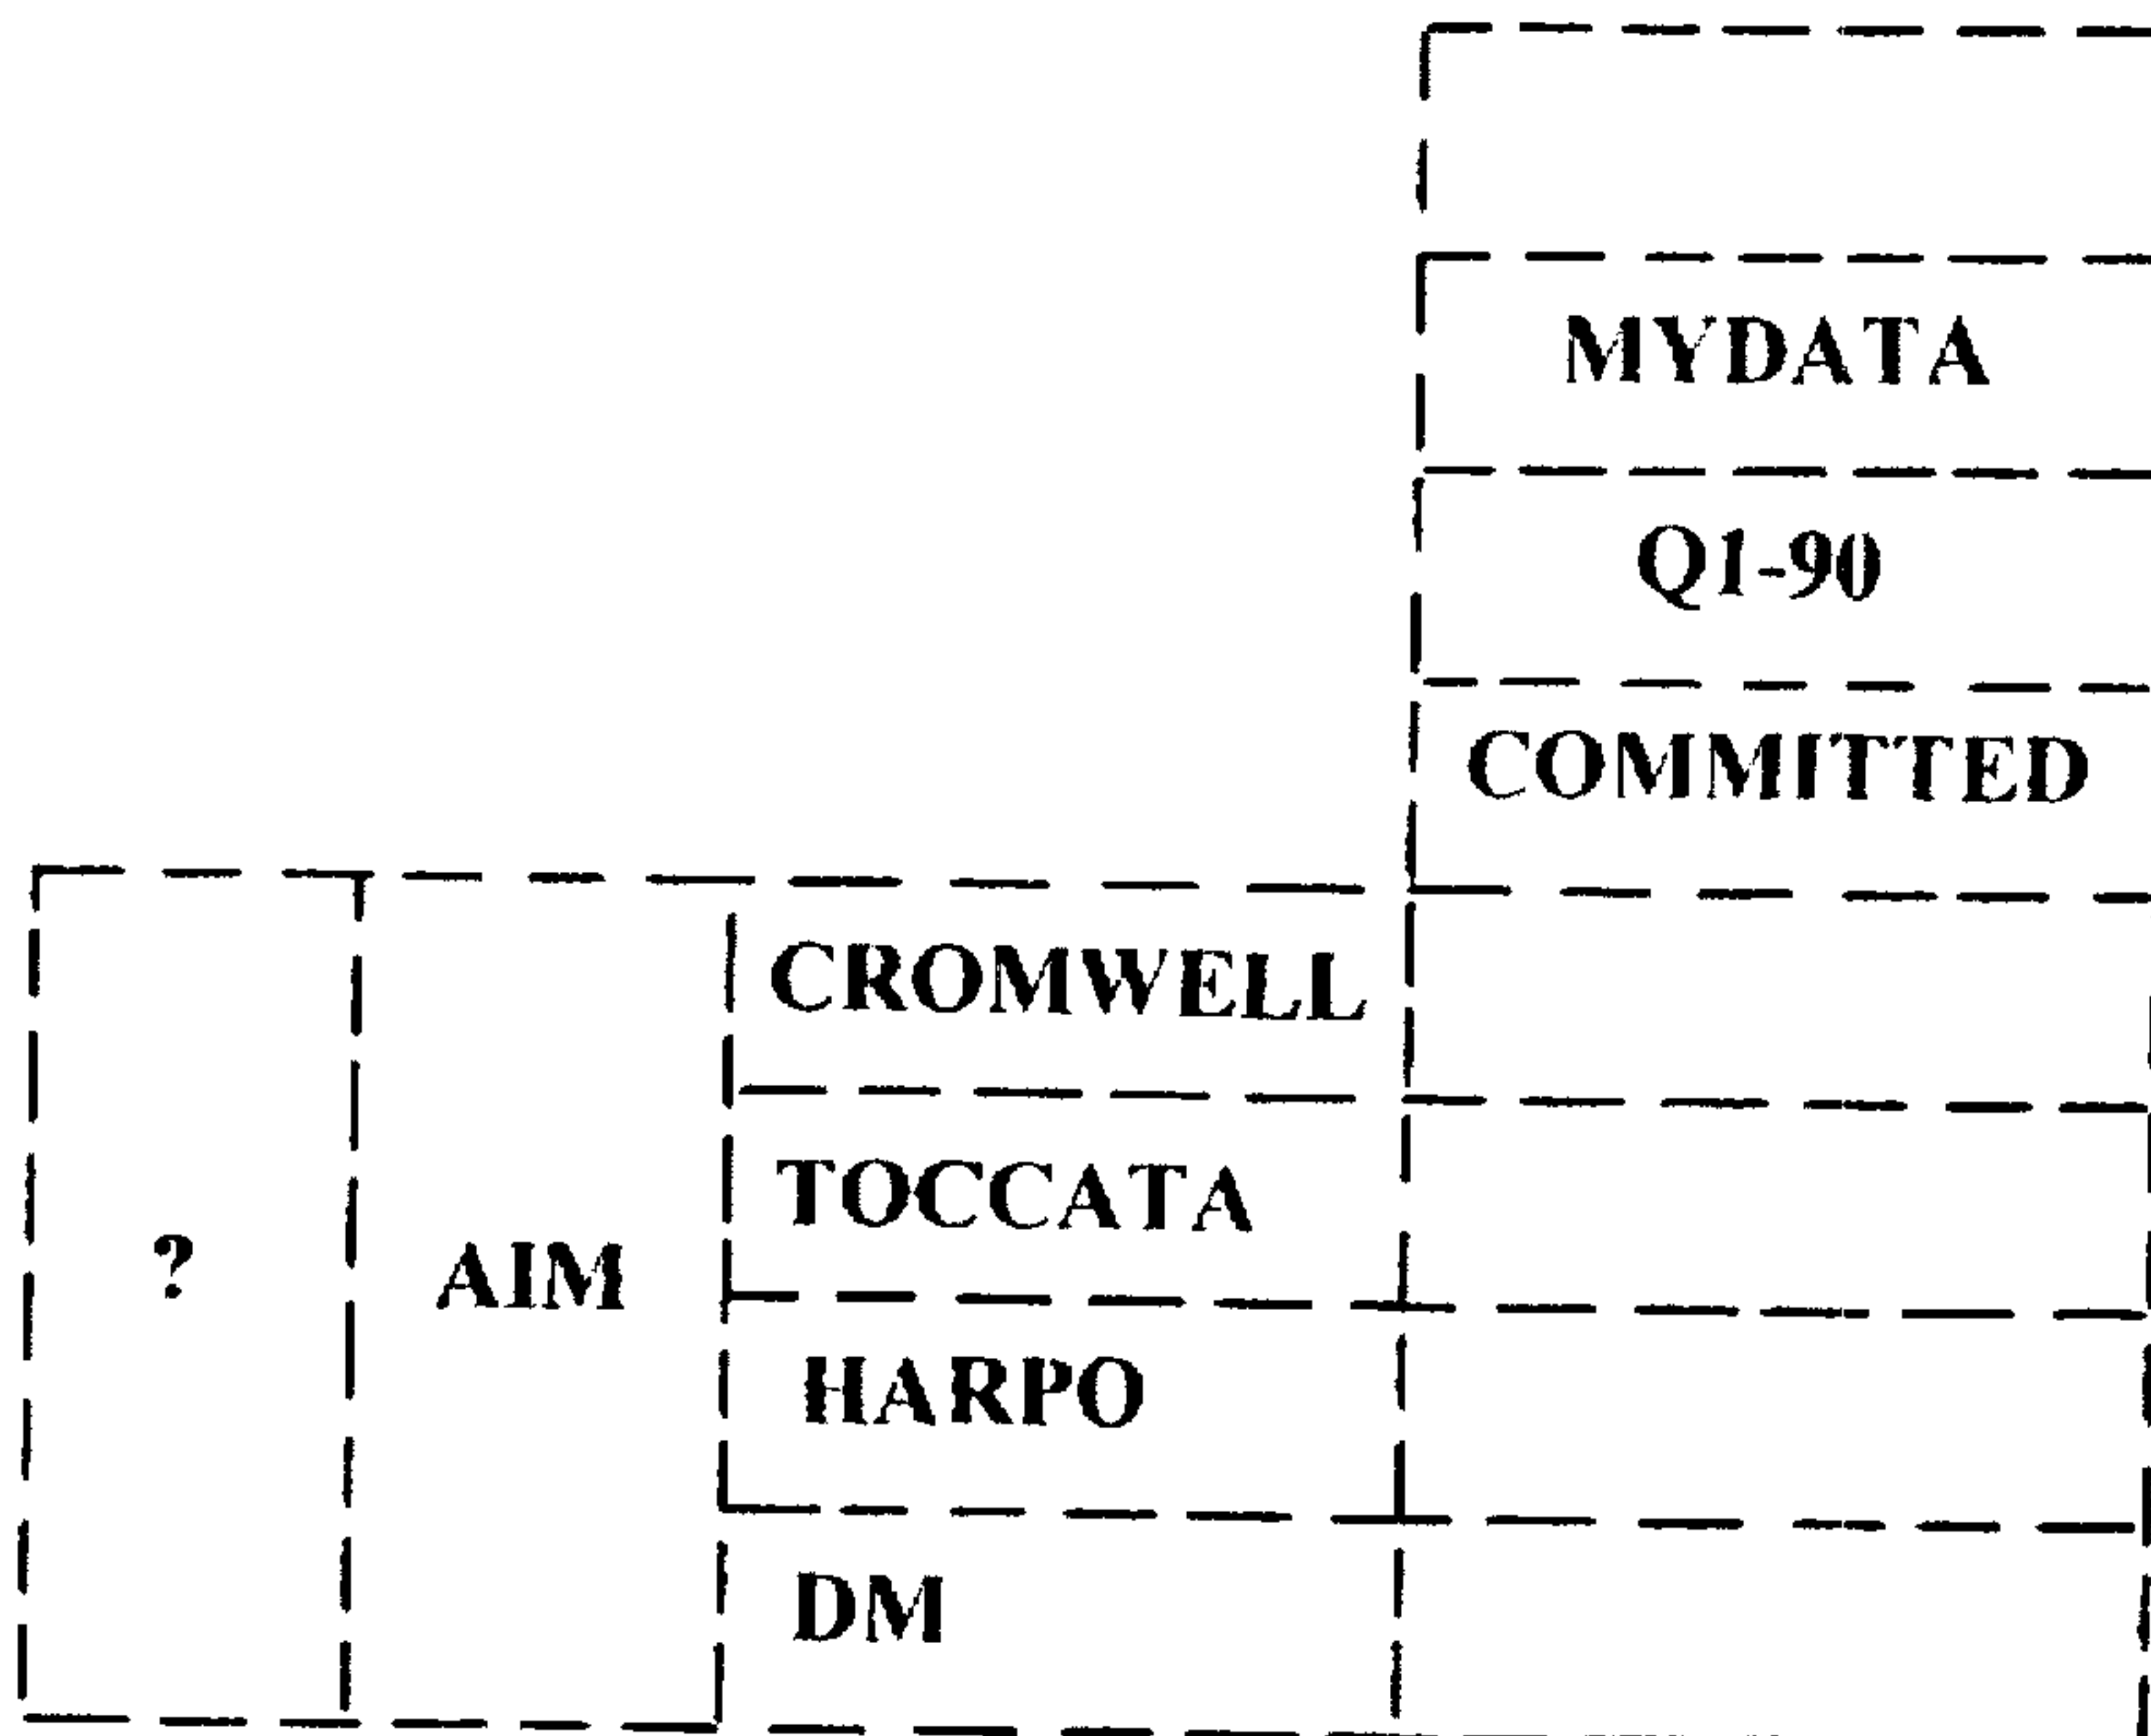 MYDATA
Q1-90
COMMITTED
CROMWELL
TOCCATA
? AIM
HARPO
DM